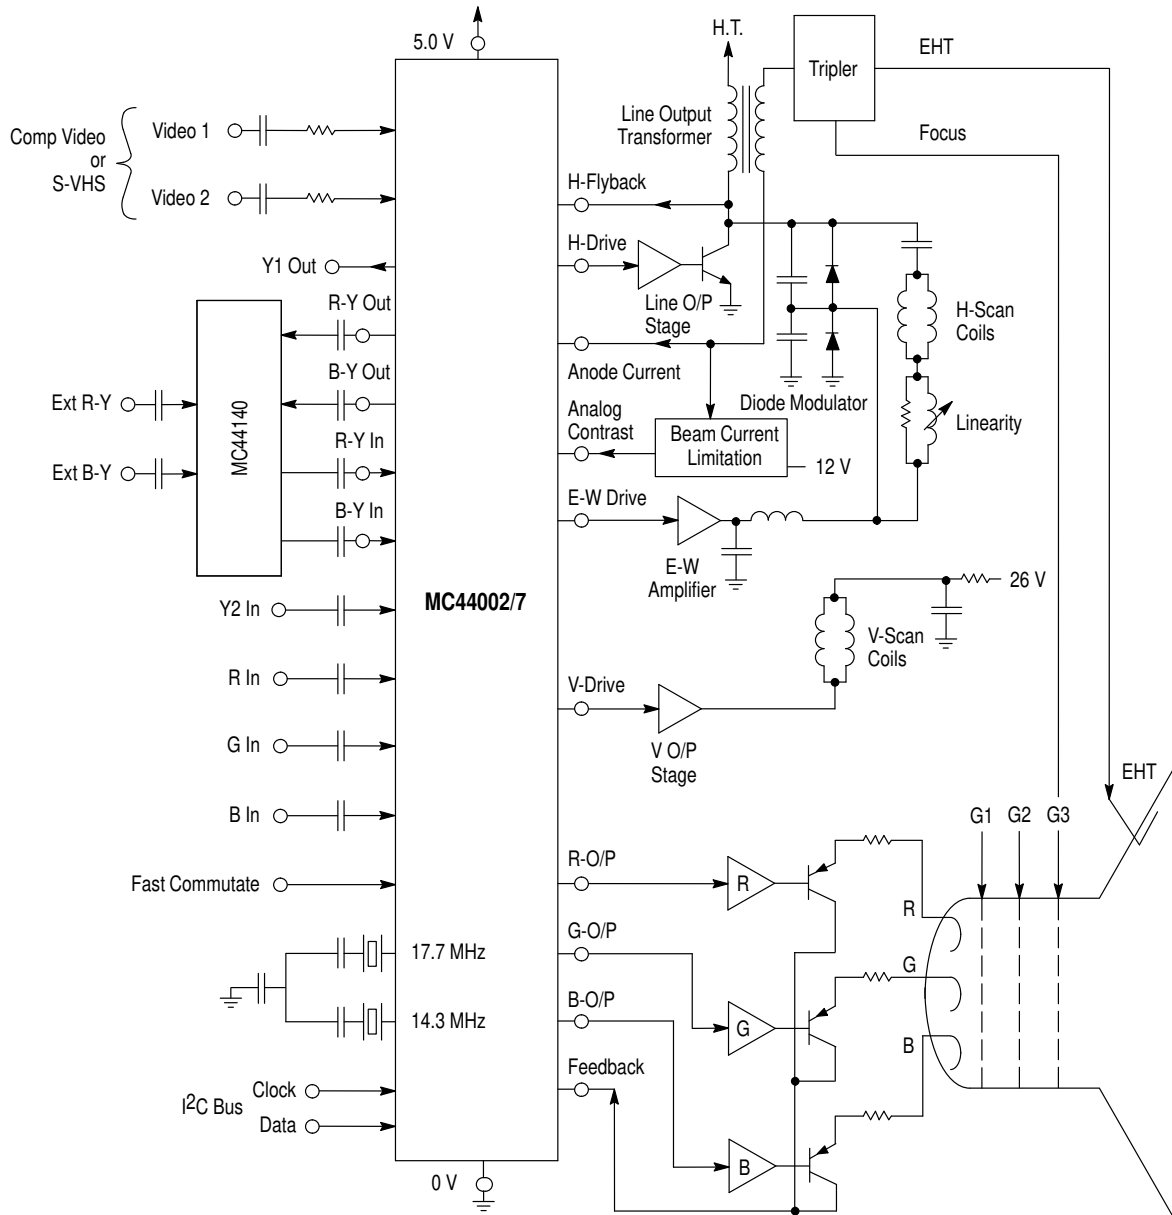 5.0 V
H.T.
Tripler
EHT
Line Output
Transformer
Focus
Comp Video
or
S-VHS
Video 1
Video 2
H-Flyback
H-Drive
Y1 Out
Line O/P
Stage
H-Scan
Coils
R-Y Out
Anode Current
B-Y Out
Diode Modulator
Ext R-Y
MC44140
Analog
Contrast
Beam Current
Limitation
Linearity
R-Y In
12 V
Ext B-Y
E-W Drive
B-Y In
E-W
Amplifier
26 V
MC44002/7
Y2 In
V-Scan
Coils
R In
V-Drive
G In
V O/P
Stage
EHT
B In
G1
G2
G3
R-O/P
Fast Commutate
R
R
G-O/P
17.7 MHz
G
B-O/P
14.3 MHz
G
B
Feedback
I2C Bus
Clock
Data
B
0 V